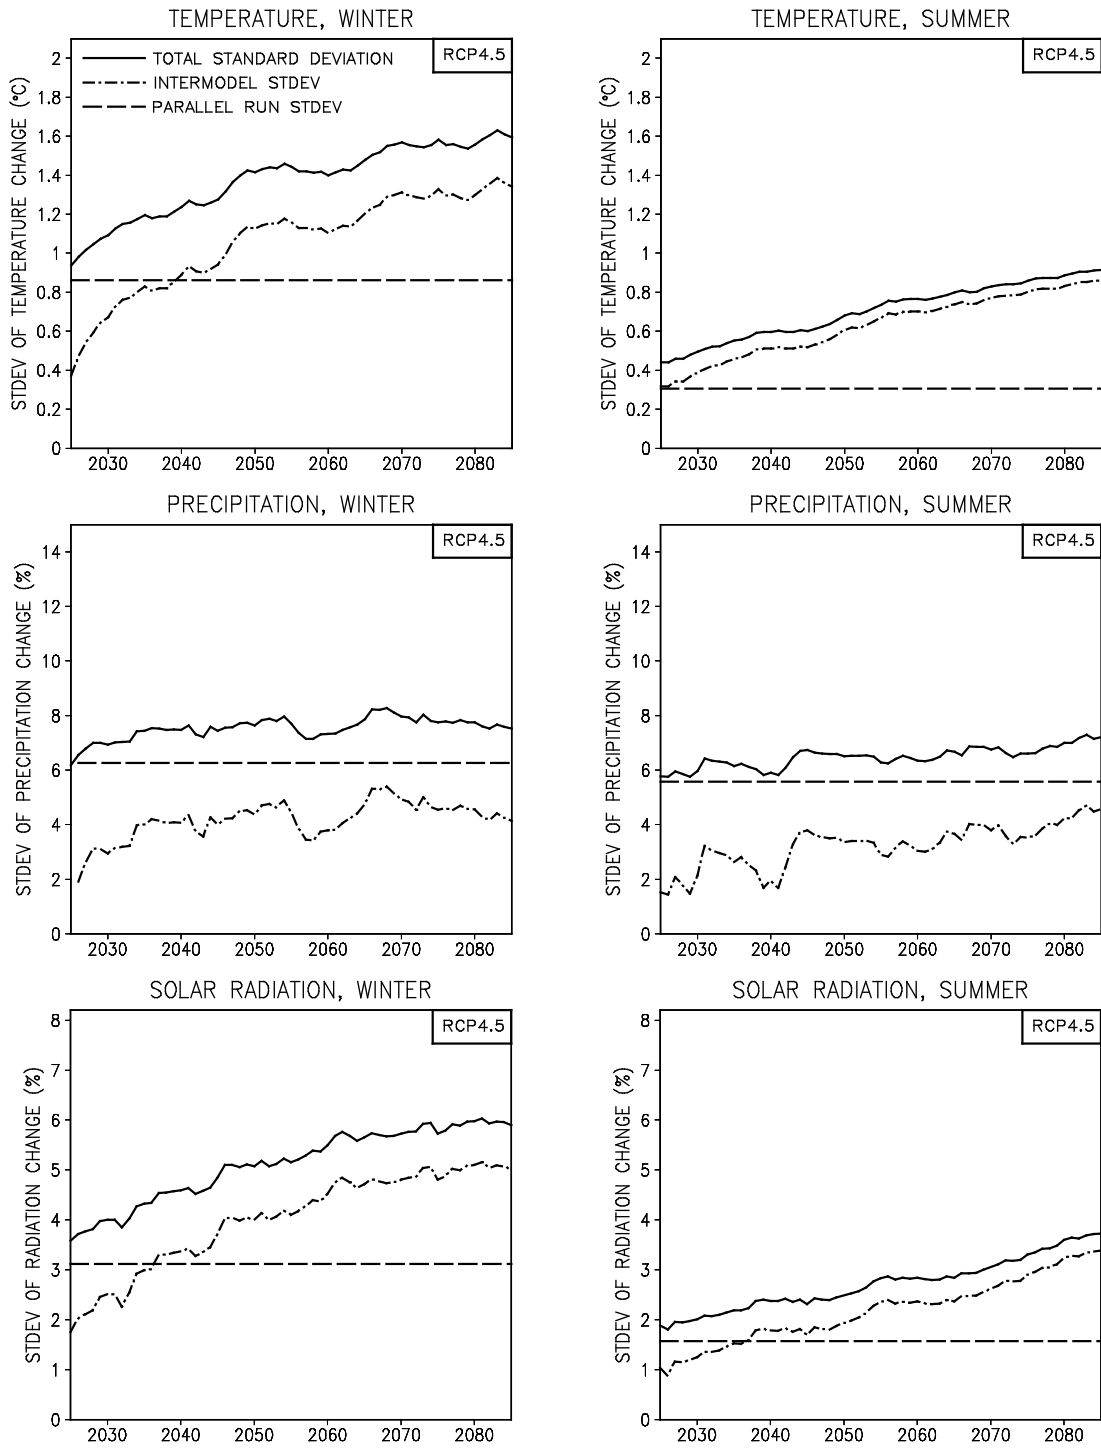 TEMPERATURE, WINTER
STDEV OF TEMPERATURE CHANGE (°C)
2
1.8
1.6
1.4
1.2
1
0.8
0.6
0.4
0.2
0
TOTAL STANDARD DEVIATION
INTERMODEL STDEV
PARALLEL RUN STDEV
RCP4.5
2030 2040 2050 2060 2070 2080
TEMPERATURE, SUMMER
STDEV OF TEMPERATURE CHANGE (°C)
2
1.8
1.6
1.4
1.2
1
0.8
0.6
0.4
0.2
0
RCP4.5
2030 2040 2050 2060 2070 2080
PRECIPITATION, WINTER
STDEV OF PRECIPITATION CHANGE (%)
14
12
10
8
6
4
2
0
RCP4.5
2030 2040 2050 2060 2070 2080
PRECIPITATION, SUMMER
STDEV OF PRECIPITATION CHANGE (%)
14
12
10
8
6
4
2
0
RCP4.5
2030 2040 2050 2060 2070 2080
SOLAR RADIATION, WINTER
STDEV OF RADIATION CHANGE (%)
8
7
6
5
4
3
2
1
0
RCP4.5
2030 2040 2050 2060 2070 2080
SOLAR RADIATION, SUMMER
STDEV OF RADIATION CHANGE (%)
8
7
6
5
4
3
2
1
0
RCP4.5
2030 2040 2050 2060 2070 2080